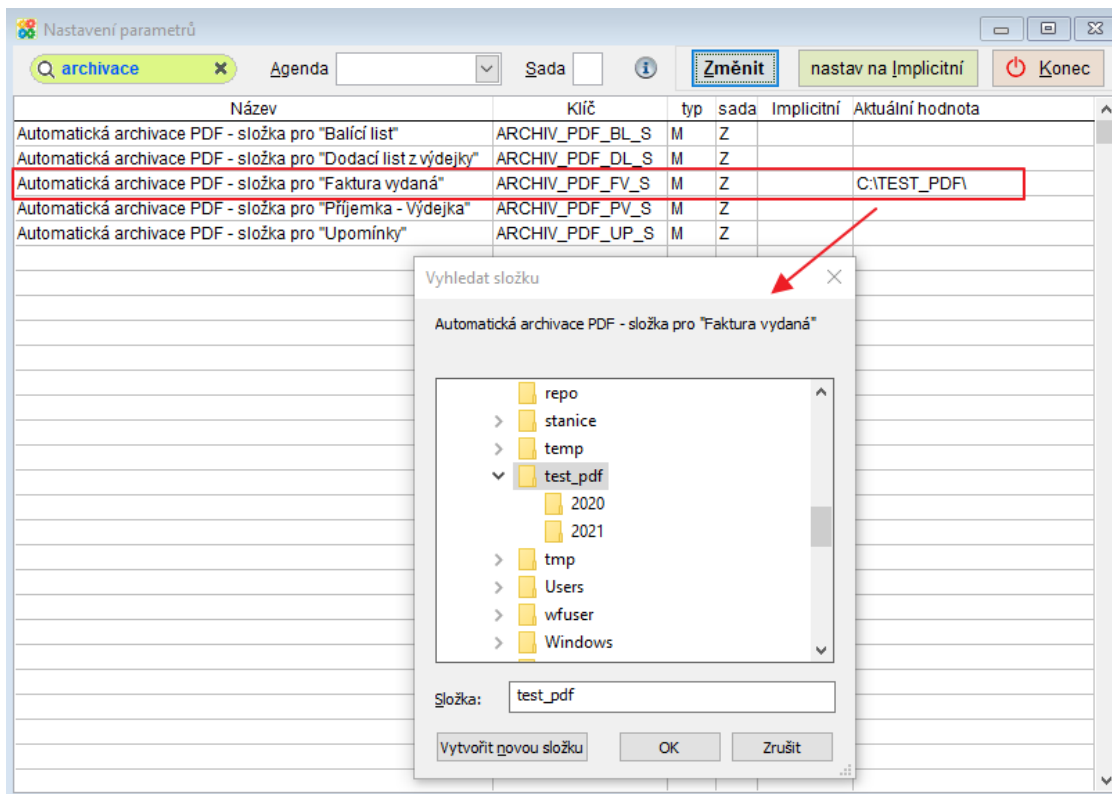 Nastavení parametrů
archivace Agenda Sada Změnit nastav na Implicitní Konec
Název Klíč typ sada Implicitní Aktuální hodnota
Automatická archivace PDF - složka pro "Balící list" ARCHIV_PDF_BL_S M Z
Automatická archivace PDF - složka pro "Dodací list z výdejky" ARCHIV_PDF_DL_S M Z
Automatická archivace PDF - složka pro "Faktura vydaná" ARCHIV_PDF_FV_S M Z C:\TEST_PDF\
Automatická archivace PDF - složka pro "Příjemka - Výdejka" ARCHIV_PDF_PV_S M Z
Automatická archivace PDF - složka pro "Upomínky" ARCHIV_PDF_UP_S M Z
Vyhledat složku
Automatická archivace PDF - složka pro "Faktura vydaná"
repo
stanice
temp
test_pdf
2020
2021
tmp
Users
wfuser
Windows
Složka: test_pdf
Vytvořit novou složku OK Zrušit